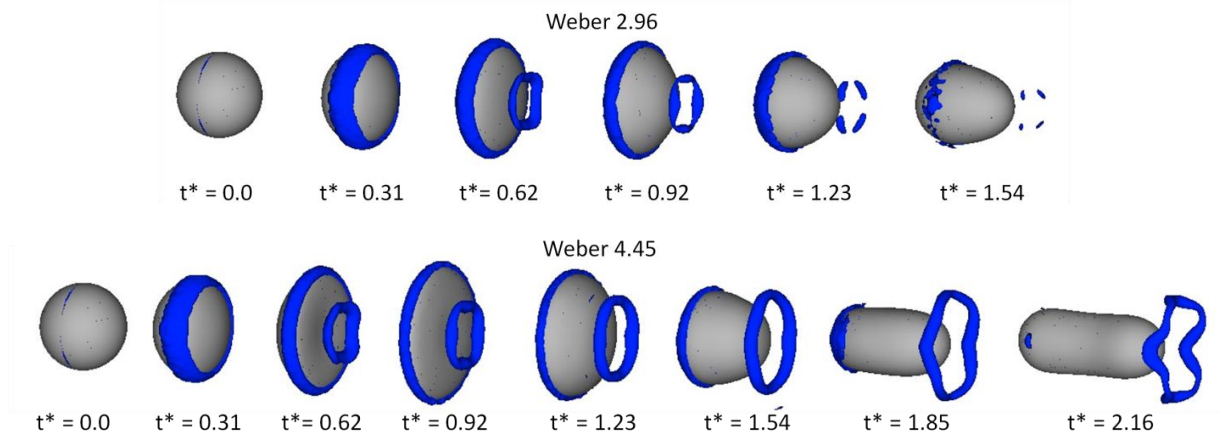 Weber 2.96
t* = 0.0 t* = 0.31 t*= 0.62 t* = 0.92 t* = 1.23 t* = 1.54
Weber 4.45
t* = 0.0 t* = 0.31 t*= 0.62 t* = 0.92 t* = 1.23 t* = 1.54 t* = 1.85 t* = 2.16